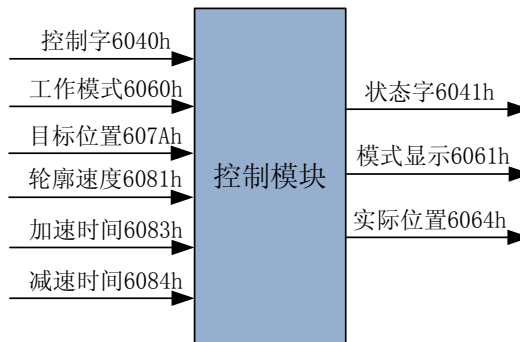 控制字6040h
工作模式6060h
目标位置607Ah
轮廓速度6081h
加速时间6083h
减速时间6084h
控制模块
状态字6041h
模式显示6061h
实际位置6064h